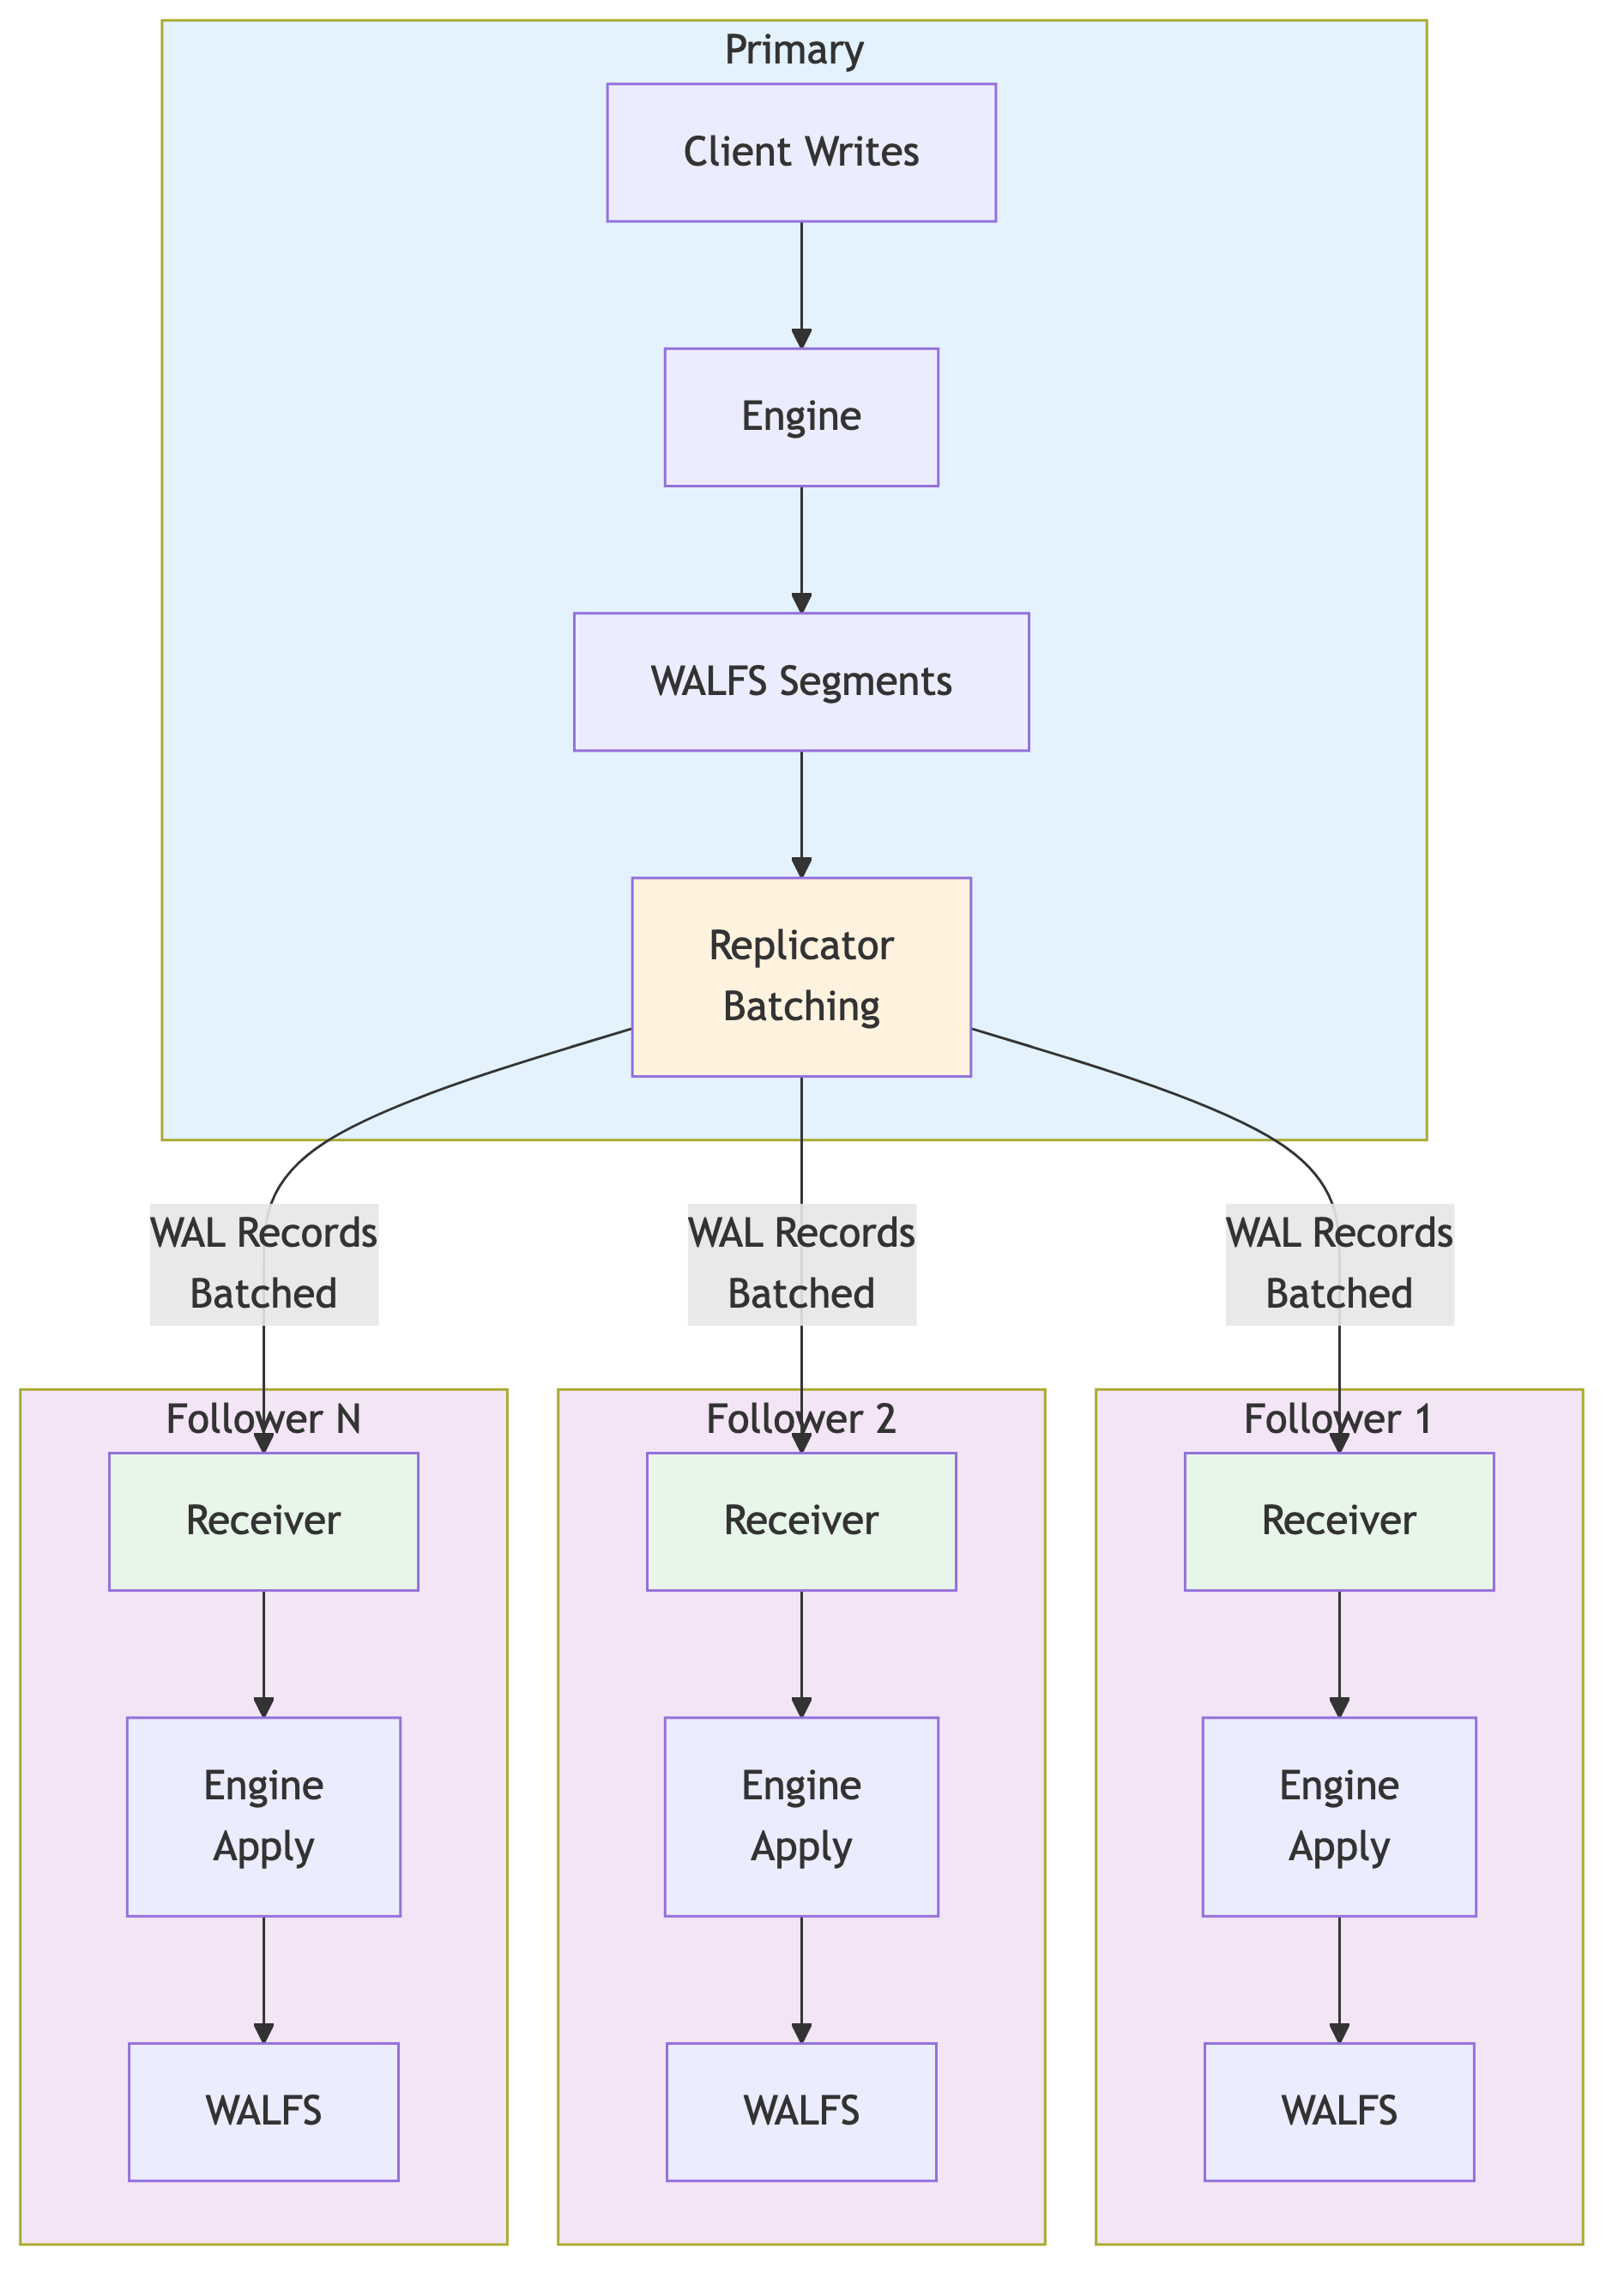 Primary
Client Writes
Engine
WALFS Segments
Replicator
Batching
WAL Records
Batched
WAL Records
Batched
WAL Records
Batched
Follower N
Follower 2
Follower 1
Receiver
Receiver
Receiver
Engine
Apply
Engine
Apply
Engine
Apply
WALFS
WALFS
WALFS